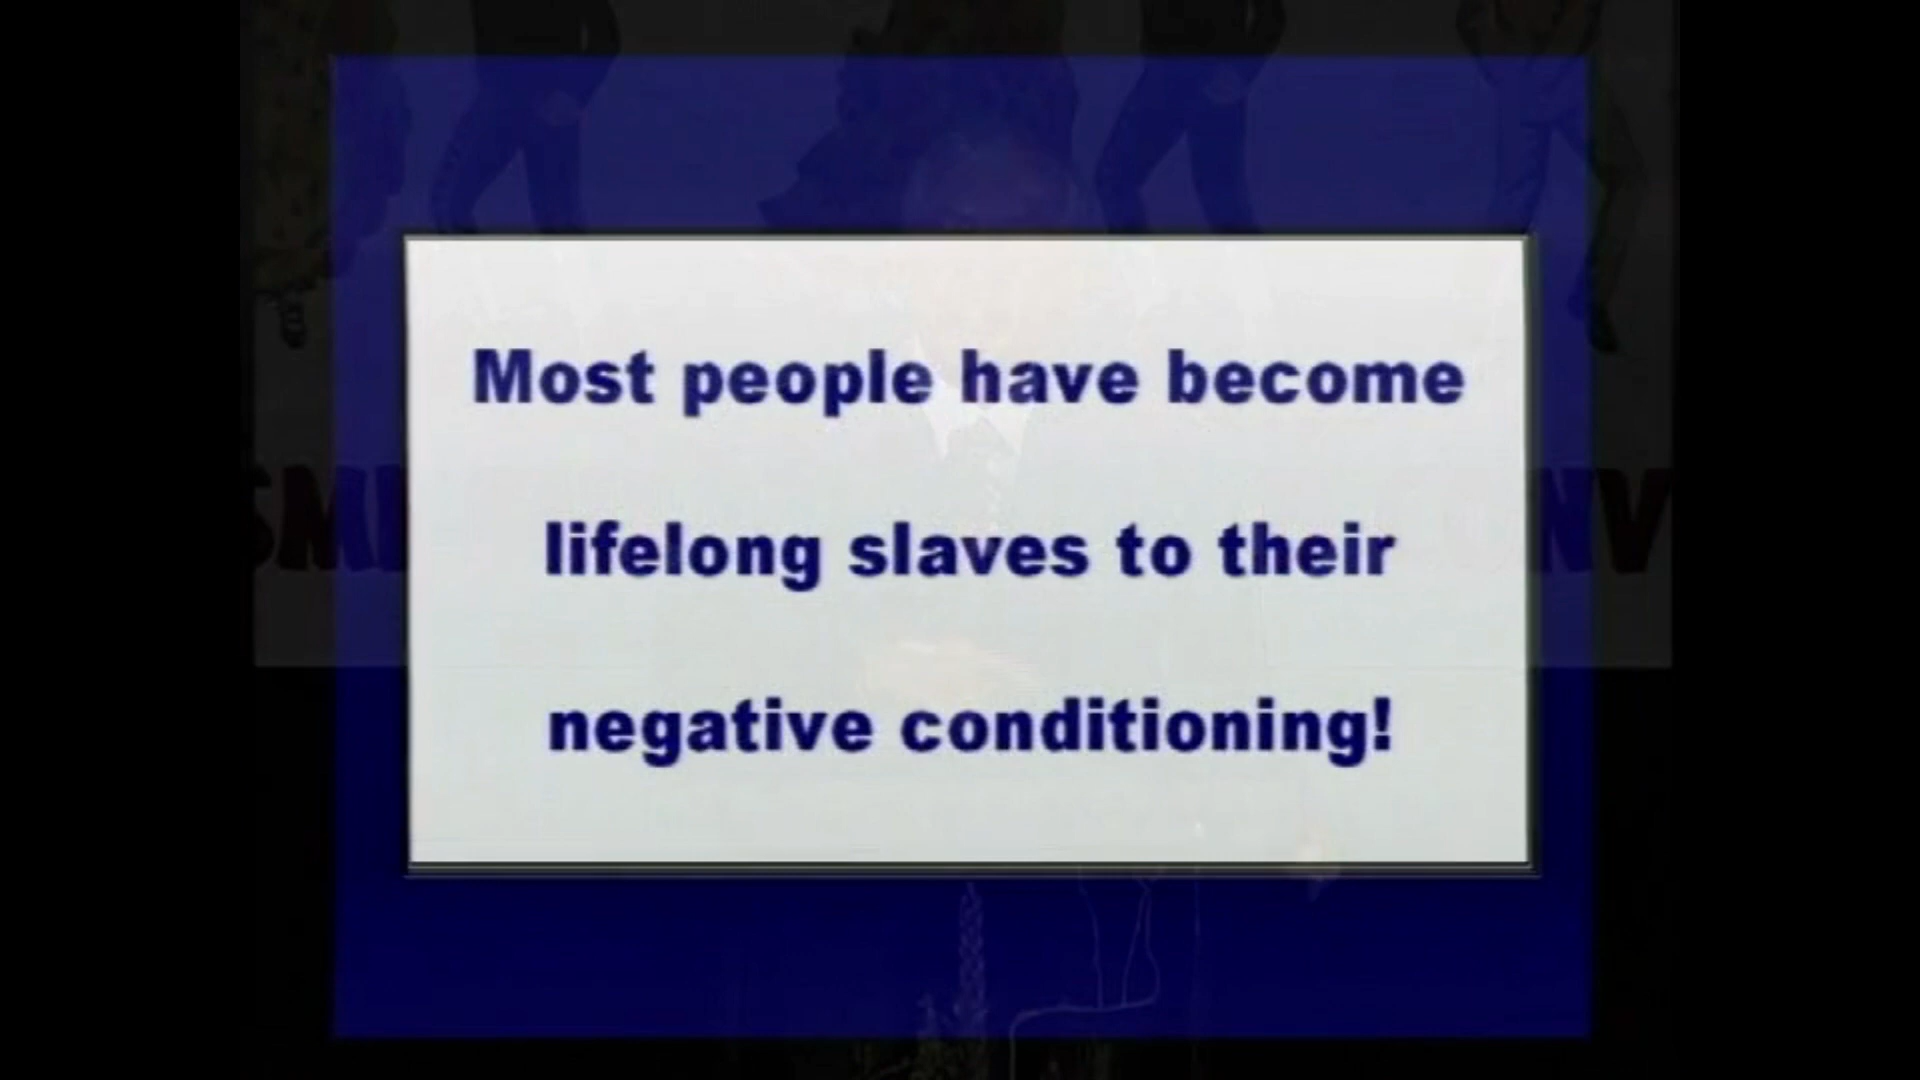 Most people have become
lifelong slaves to their
negative conditioning!